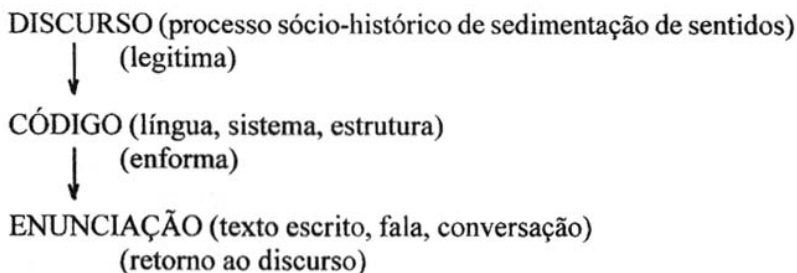 DISCURSO (processo sócio-histórico de sedimentação de sentidos)
(legitima)
CÓDIGO (língua, sistema, estrutura)
(enforma)
ENUNCIAÇÃO (texto escrito, fala, conversação)
(retorno ao discurso)